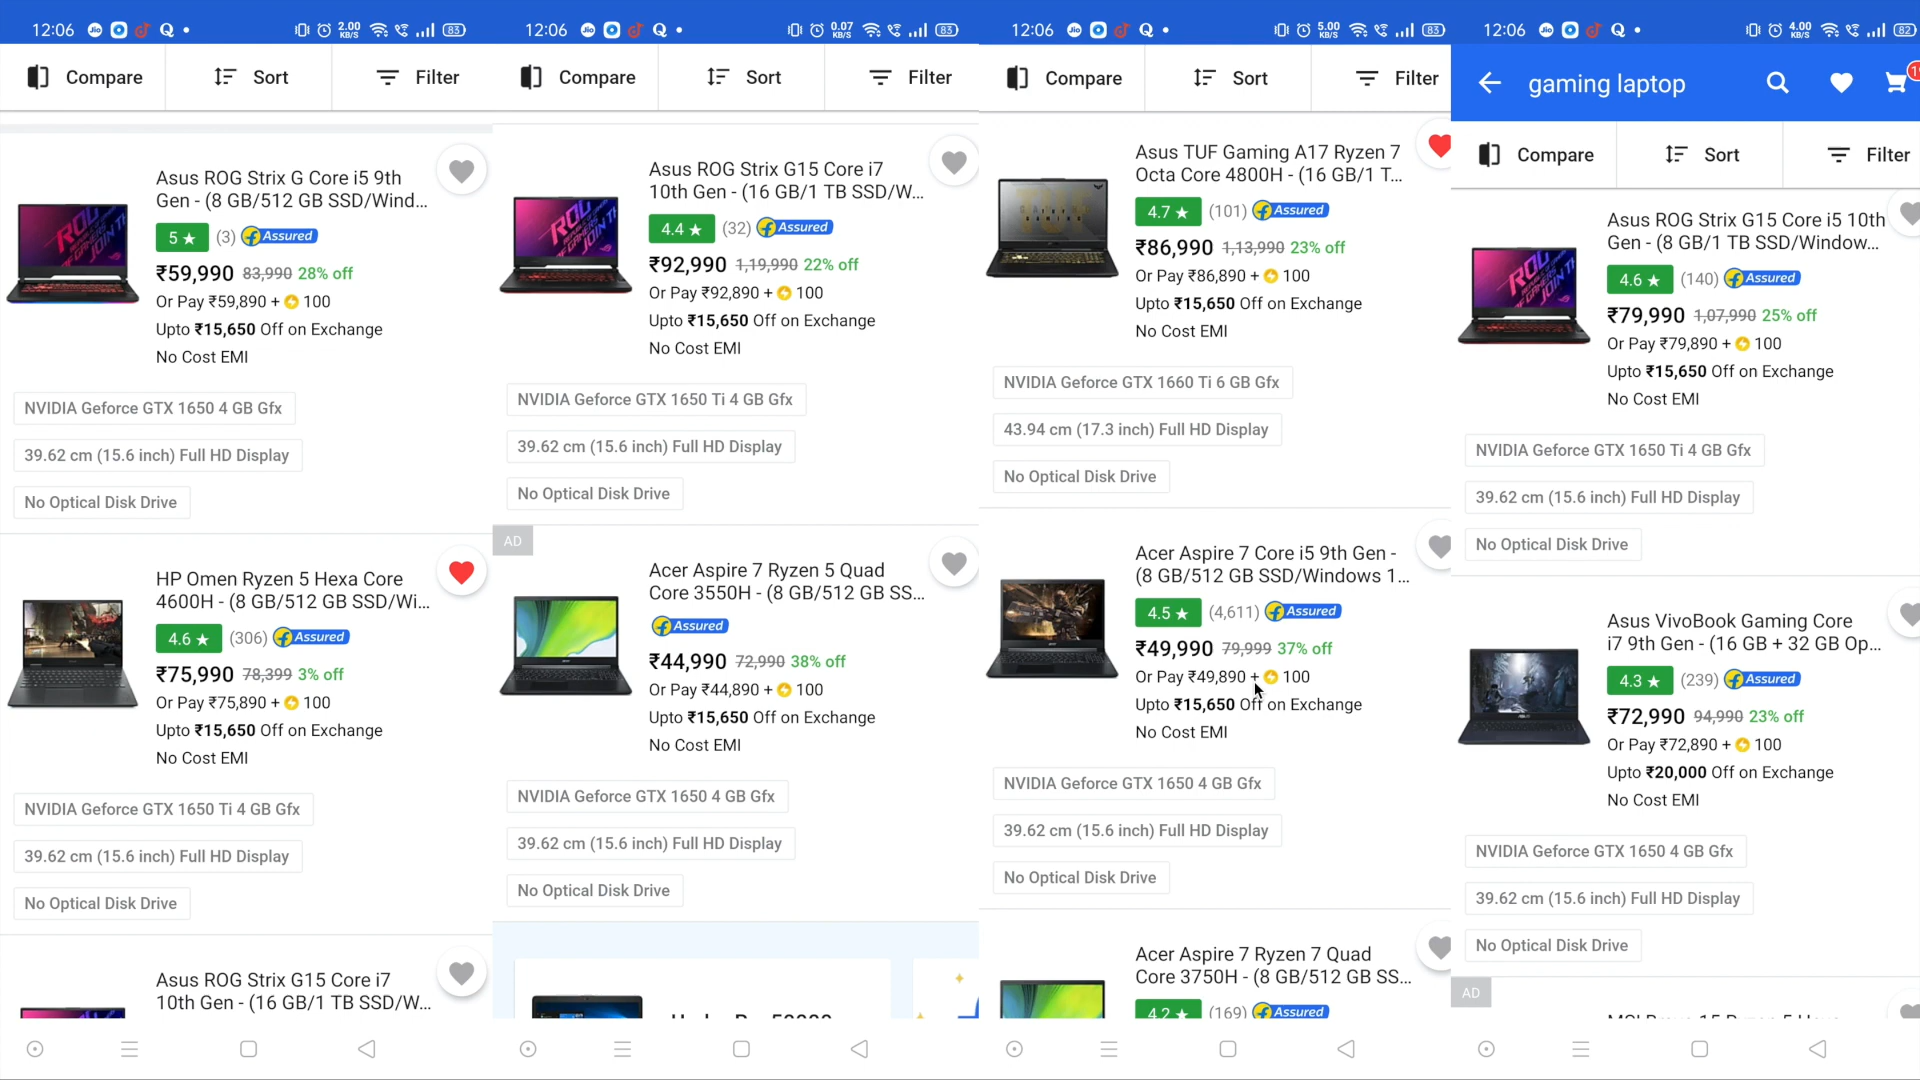 12:06
Jio
2.00 KB/S
83
Compare
Sort
Filter
Asus ROG Strix G Core i5 9th
Gen - (8 GB/512 GB SSD/Wind...
5 ★ (3) Assured
₹59,990 83,990 28% off
Or Pay ₹59,890 + 100
Upto ₹15,650 Off on Exchange
No Cost EMI
NVIDIA Geforce GTX 1650 4 GB Gfx
39.62 cm (15.6 inch) Full HD Display
No Optical Disk Drive
HP Omen Ryzen 5 Hexa Core
4600H - (8 GB/512 GB SSD/Wi...
4.6 ★ (306) Assured
₹75,990 78,399 3% off
Or Pay ₹75,890 + 100
Upto ₹15,650 Off on Exchange
No Cost EMI
NVIDIA Geforce GTX 1650 Ti 4 GB Gfx
39.62 cm (15.6 inch) Full HD Display
No Optical Disk Drive
Asus ROG Strix G15 Core i7
10th Gen - (16 GB/1 TB SSD/W...
12:06
Jio
0.07 KB/S
83
Compare
Sort
Filter
Asus ROG Strix G15 Core i7
10th Gen - (16 GB/1 TB SSD/W...
4.4 ★ (32) Assured
₹92,990 1,19,990 22% off
Or Pay ₹92,890 + 100
Upto ₹15,650 Off on Exchange
No Cost EMI
NVIDIA Geforce GTX 1650 Ti 4 GB Gfx
39.62 cm (15.6 inch) Full HD Display
No Optical Disk Drive
AD
Acer Aspire 7 Ryzen 5 Quad
Core 3550H - (8 GB/512 GB SS...
Assured
₹44,990 72,990 38% off
Or Pay ₹44,890 + 100
Upto ₹15,650 Off on Exchange
No Cost EMI
NVIDIA Geforce GTX 1650 4 GB Gfx
39.62 cm (15.6 inch) Full HD Display
No Optical Disk Drive
12:06
Jio
5.00 KB/S
83
Compare
Sort
Filter
Asus TUF Gaming A17 Ryzen 7
Octa Core 4800H - (16 GB/1 T...
4.7 ★ (101) Assured
₹86,990 1,13,990 23% off
Or Pay ₹86,890 + 100
Upto ₹15,650 Off on Exchange
No Cost EMI
NVIDIA Geforce GTX 1660 Ti 6 GB Gfx
43.94 cm (17.3 inch) Full HD Display
No Optical Disk Drive
Acer Aspire 7 Core i5 9th Gen -
(8 GB/512 GB SSD/Windows 1...
4.5 ★ (4,611) Assured
₹49,990 79,999 37% off
Or Pay ₹49,890 + 100
Upto ₹15,650 Off on Exchange
No Cost EMI
NVIDIA Geforce GTX 1650 4 GB Gfx
39.62 cm (15.6 inch) Full HD Display
No Optical Disk Drive
Acer Aspire 7 Ryzen 7 Quad
Core 3750H - (8 GB/512 GB SS...
4.2 ★ (169) Assured
12:06
Jio
4.00 KB/S
82
gaming laptop
Compare
Sort
Filter
Asus ROG Strix G15 Core i5 10th
Gen - (8 GB/1 TB SSD/Window...
4.6 ★ (140) Assured
₹79,990 1,07,990 25% off
Or Pay ₹79,890 + 100
Upto ₹15,650 Off on Exchange
No Cost EMI
NVIDIA Geforce GTX 1650 Ti 4 GB Gfx
39.62 cm (15.6 inch) Full HD Display
No Optical Disk Drive
Asus VivoBook Gaming Core
i7 9th Gen - (16 GB + 32 GB Op...
4.3 ★ (239) Assured
₹72,990 94,990 23% off
Or Pay ₹72,890 + 100
Upto ₹20,000 Off on Exchange
No Cost EMI
NVIDIA Geforce GTX 1650 4 GB Gfx
39.62 cm (15.6 inch) Full HD Display
No Optical Disk Drive
AD